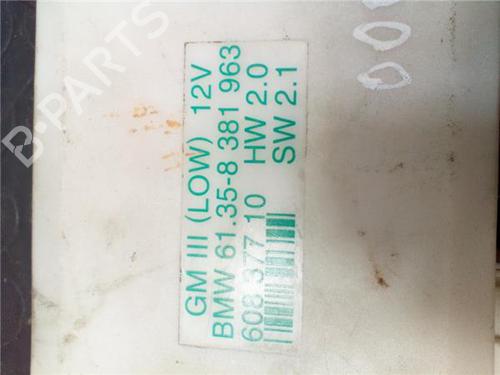 GM III (LOW) 12V
BMW 61.35-8 381 963
608 377 10 HW 2.0
SW 2.1
B-PARTS